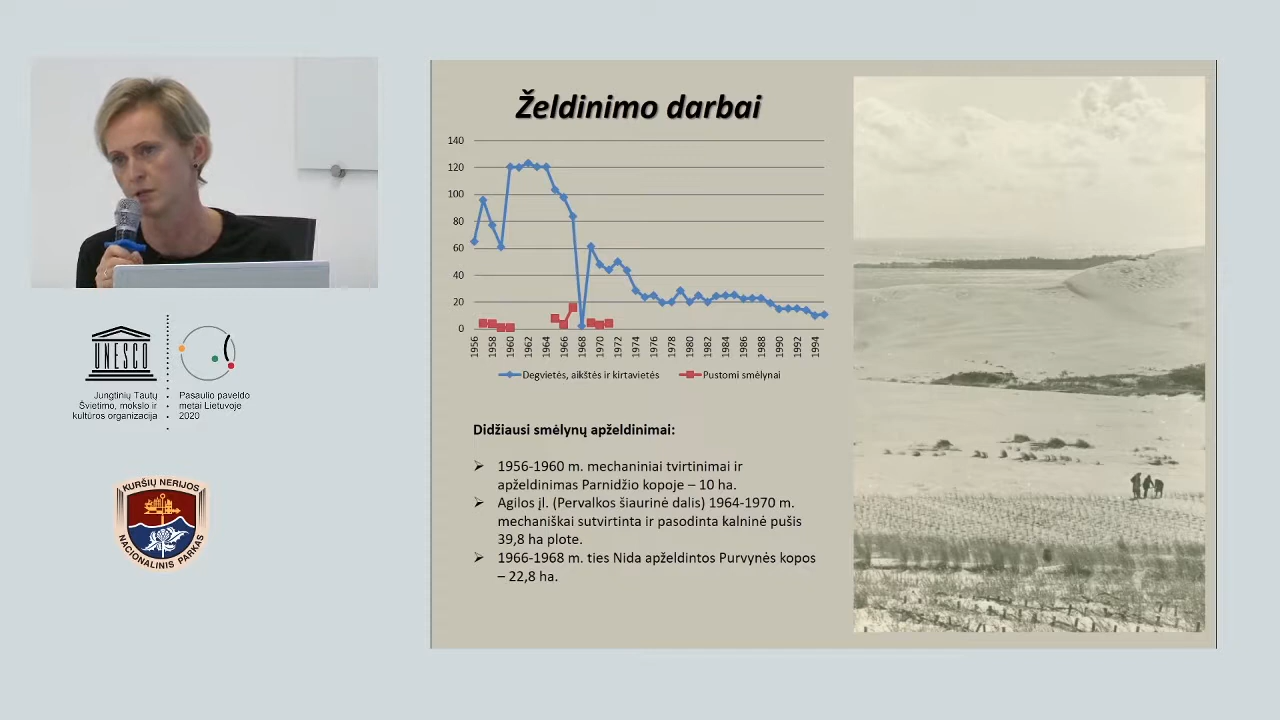 Želdinimo darbai
140
120
100
80
60
40
20
0
1956
1958
1960
1962
1964
1966
1968
1970
1972
1974
1976
1978
1980
1982
1984
1986
1988
1990
1992
1994
Degvietės, aikštės ir kirtavietės
Pustomi smėlynai
Didžiausi smėlynų apželdinimai:
1956-1960 m. mechaniniai tvirtinimai ir
apželdinimas Parnidžio kopoje – 10 ha.
Agilos įl. (Pervalkos šiaurinė dalis) 1964-1970 m.
mechaniškai sutvirtinta ir pasodinta kalninė pušis
39,8 ha plote.
1966-1968 m. ties Nida apželdintos Purvynės kopos
– 22,8 ha.
UNESCO
Jungtinių Tautų
Švietimo, mokslo ir
kultūros organizacija
Pasaulio paveldo
metai Lietuvoje
2020
KURŠIŲ NERIJOS
NACIONALINIS PARKAS